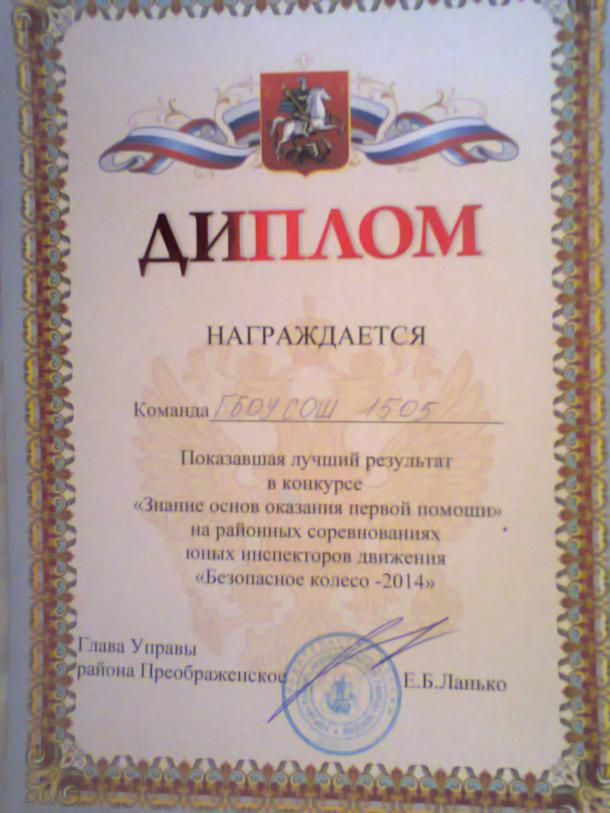 ДИПЛОМ
НАГРАЖДАЕТСЯ
Команда ГБОУ СОШ 1505
Показавшая лучший результат
в конкурсе
«Знание основ оказания первой помощи»
на районных соревнованиях
юных инспекторов движения
«Безопасное колесо -2014»
Глава Управы
района Преображенское Е.Б.Ланько